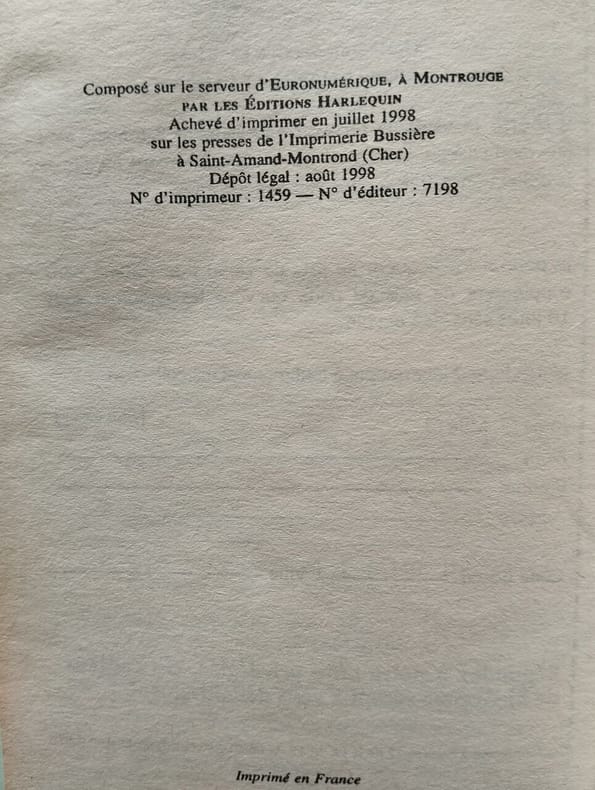 Composé sur le serveur d'EURONUMÉRIQUE, À MONTROUGE
PAR LES ÉDITIONS HARLEQUIN
Achevé d'imprimer en juillet 1998
sur les presses de l'Imprimerie Bussière
à Saint-Amand-Montrond (Cher)
Dépôt légal : août 1998
N° d'imprimeur : 1459 — N° d'éditeur : 7198
Imprimé en France